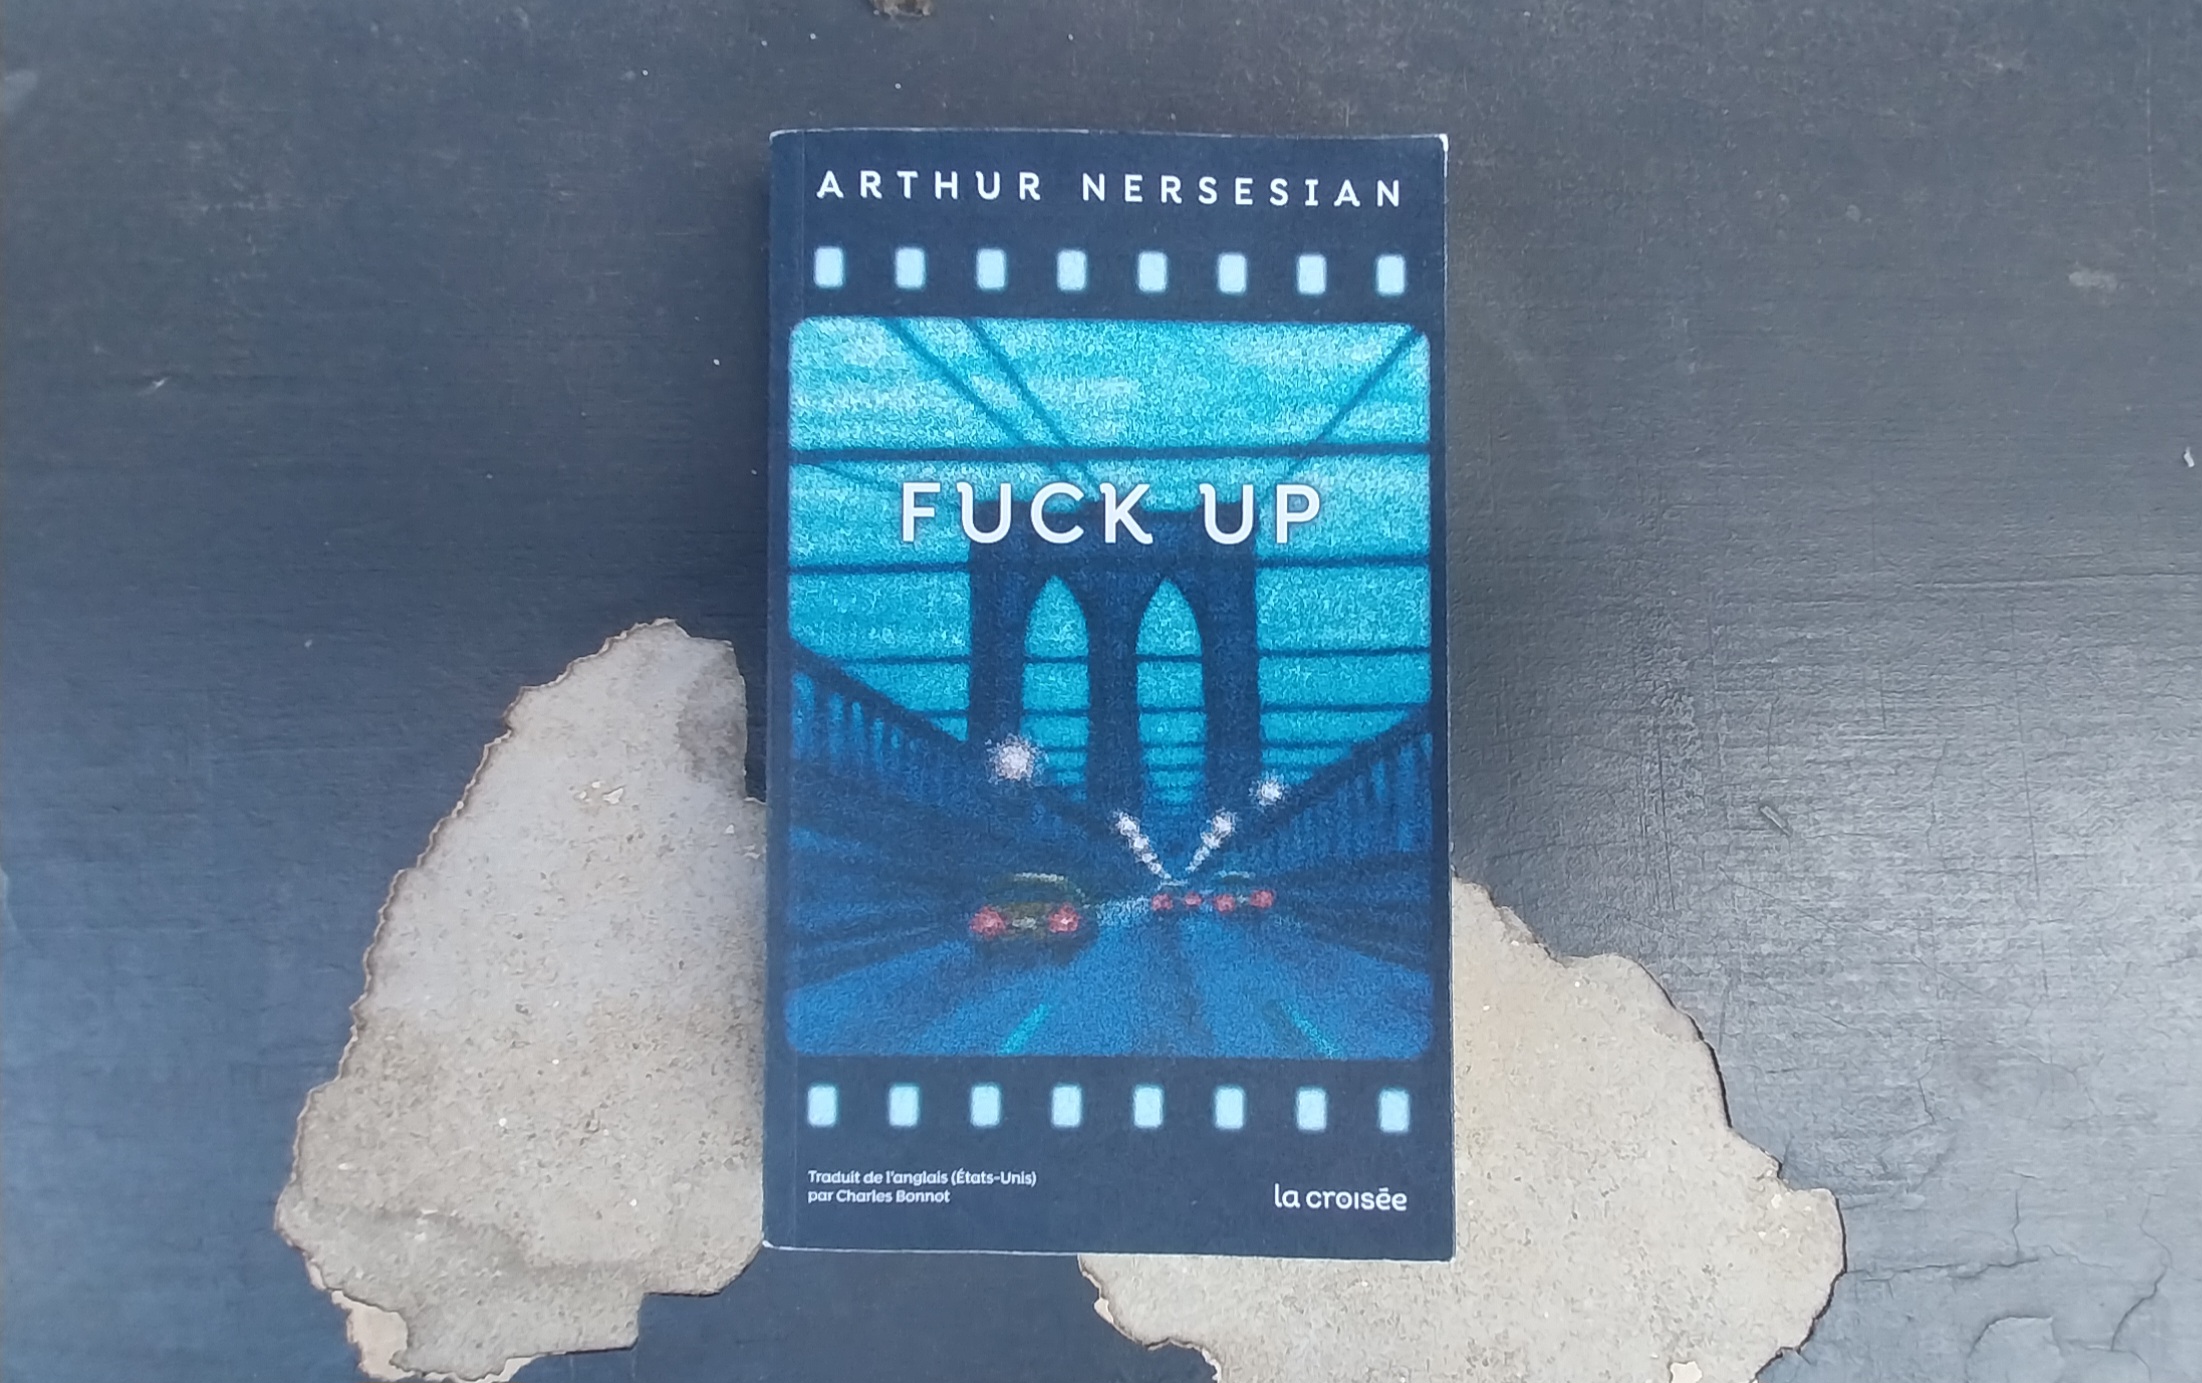 ARTHUR NERSESIAN
FUCK UP
Traduit de l'anglais (États-Unis)
par Charles Bonnot
la croisée